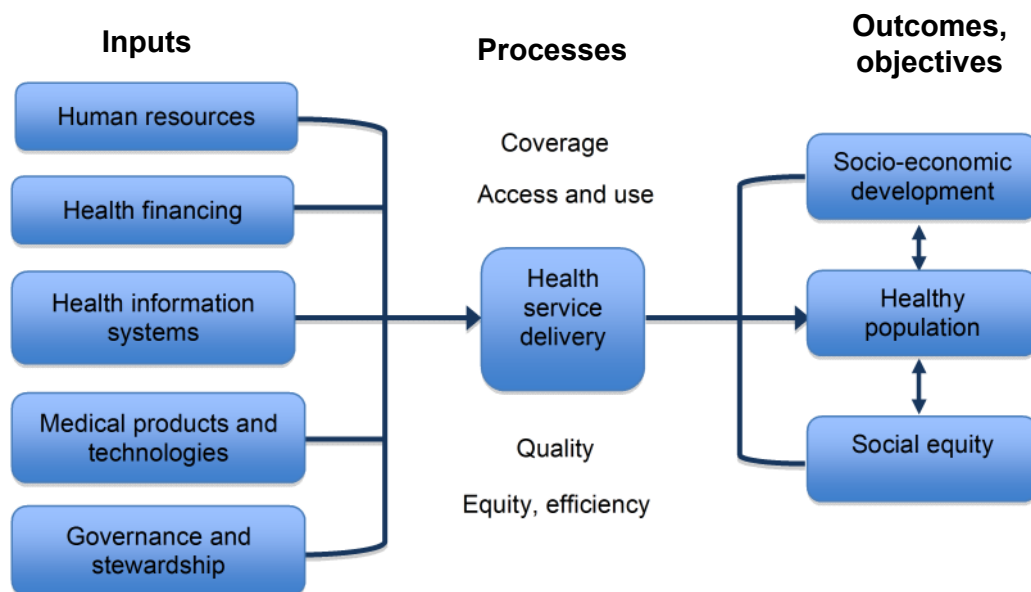 Inputs
Human resources
Health financing
Health information
systems
Medical products and
technologies
Governance and
stewardship
Processes
Coverage
Access and use
Health
service
delivery
Quality
Equity, efficiency
Outcomes,
objectives
Socio-economic
development
Healthy
population
Social equity